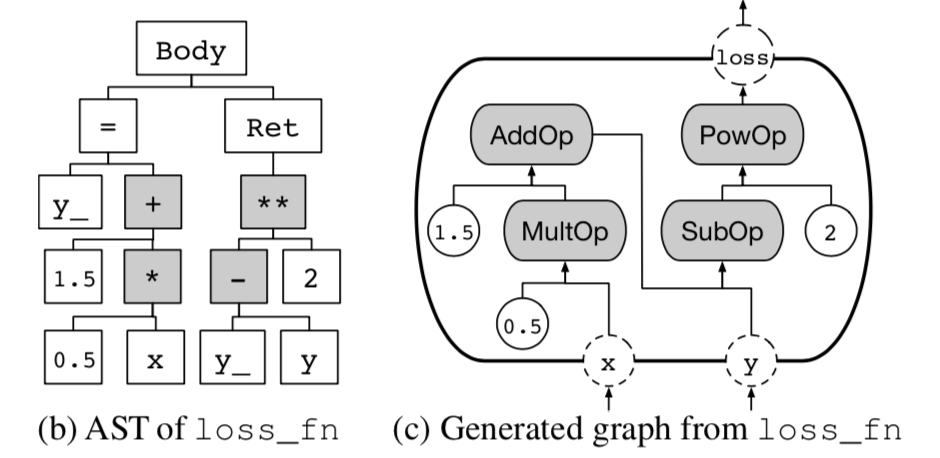 Body
=
Ret
y_
+
**
1.5
*
-
2
0.5
x
y_
y
(b) AST of loss_fn
loss
AddOp
PowOp
1.5
MultOp
SubOp
2
0.5
x
y
(c) Generated graph from loss_fn